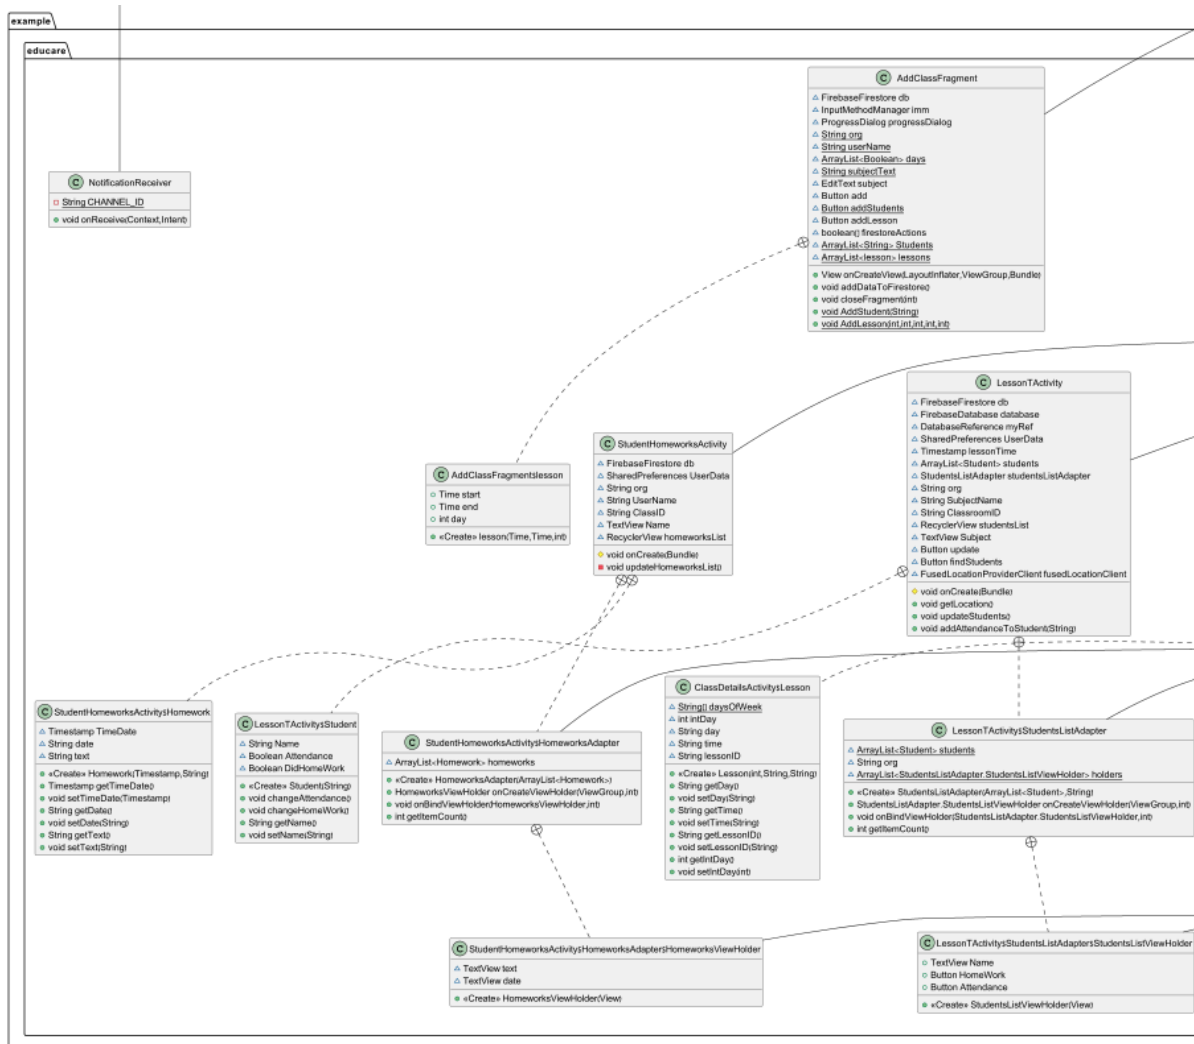 example
educare
C AddClassFragment
FirebaseFirestore db
InputMethodManager imm
ProgressDialog progressDialog
String org
String userName
ArrayList<Boolean> days
String subjectText
EditText subject
Button add
Button addStudents
Button addLesson
boolean[] firestoreActions
ArrayList<String> Students
ArrayList<lesson> lessons
View onCreateView(LayoutInflater,ViewGroup,Bundle)
void addDataToFirestore()
void closeFragment(int)
void AddStudent(String)
void AddLesson(int,int,int,int,int)
C NotificationReceiver
String CHANNEL_ID
void onReceive(Context,Intent)
C LessonTActivity
FirebaseFirestore db
FirebaseDatabase database
DatabaseReference myRef
SharedPreferences UserData
Timestamp lessonTime
ArrayList<Student> students
StudentsListAdapter studentsListAdapter
String org
String SubjectName
String ClassroomID
RecyclerView studentsList
TextView Subject
Button update
Button findStudents
FusedLocationProviderClient fusedLocationClient
void onCreate(Bundle)
void getLocation()
void updateStudents()
void addAttendanceToStudent(String)
C StudentHomeworksActivity
FirebaseFirestore db
SharedPreferences UserData
String org
String UserName
String ClassID
TextView Name
RecyclerView homeworksList
void onCreate(Bundle)
void updateHomeworksList()
C AddClassFragment$lesson
Time start
Time end
int day
«Create» lesson(Time,Time,int)
C StudentHomeworksActivity$Homework
Timestamp TimeDate
String date
String text
«Create» Homework(Timestamp,String)
Timestamp getTimeDate()
void setTimeDate(Timestamp)
String getDate()
void setDate(String)
String getText()
void setText(String)
C LessonTActivity$Student
String Name
Boolean Attendance
Boolean DidHomeWork
«Create» Student(String)
void changeAttendance()
void changeHomeWork()
String getName()
void setName(String)
C StudentHomeworksActivity$HomeworksAdapter
ArrayList<Homework> homeworks
«Create» HomeworksAdapter(ArrayList<Homework>)
HomeworksViewHolder onCreateViewHolder(ViewGroup,int)
void onBindViewHolder(HomeworksViewHolder,int)
int getItemCount()
C ClassDetailsActivity$Lesson
String[] daysOfWeek
int intDay
String day
String time
String lessonID
«Create» Lesson(int,String,String)
String getDay()
void setDay(String)
String getTime()
void setTime(String)
String getLessonID()
void setLessonID(String)
int getIntDay()
void setIntDay(int)
C LessonTActivity$StudentsListAdapter
ArrayList<Student> students
String org
ArrayList<StudentsListAdapter.StudentsListViewHolder> holders
«Create» StudentsListAdapter(ArrayList<Student>,String)
StudentsListAdapter.StudentsListViewHolder onCreateViewHolder(ViewGroup,int)
void onBindViewHolder(StudentsListAdapter.StudentsListViewHolder,int)
int getItemCount()
C StudentHomeworksActivity$HomeworksAdapter$HomeworksViewHolder
TextView text
TextView date
«Create» HomeworksViewHolder(View)
C LessonTActivity$StudentsListAdapter$StudentsListViewHolder
TextView Name
Button HomeWork
Button Attendance
«Create» StudentsListViewHolder(View)